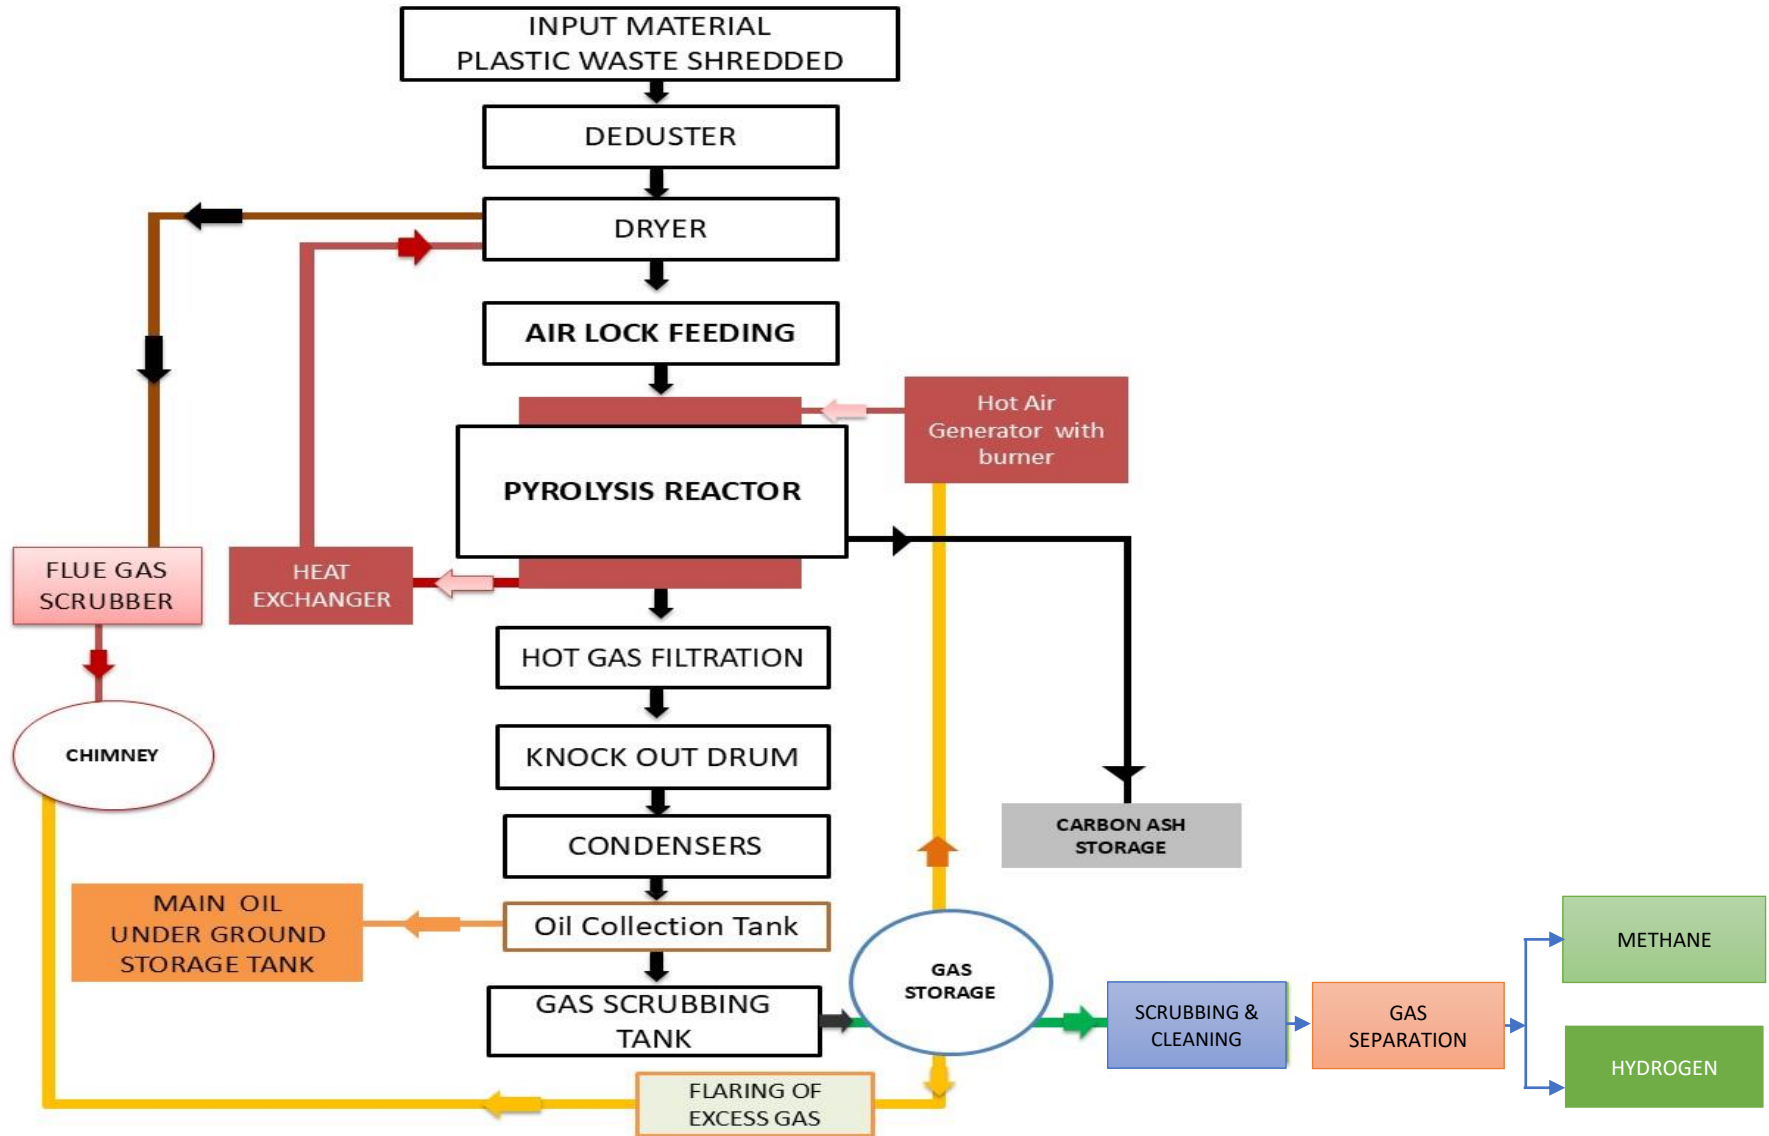 INPUT MATERIAL
PLASTIC WASTE SHREDDED
DEDUSTER
DRYER
AIR LOCK FEEDING
Hot Air
Generator with
burner
PYROLYSIS REACTOR
FLUE GAS
SCRUBBER
HEAT
EXCHANGER
HOT GAS FILTRATION
CHIMNEY
KNOCK OUT DRUM
CARBON ASH
STORAGE
CONDENSERS
MAIN OIL
UNDER GROUND
STORAGE TANK
Oil Collection Tank
GAS
STORAGE
METHANE
GAS SCRUBBING
TANK
SCRUBBING &
CLEANING
GAS
SEPARATION
HYDROGEN
FLARING OF
EXCESS GAS